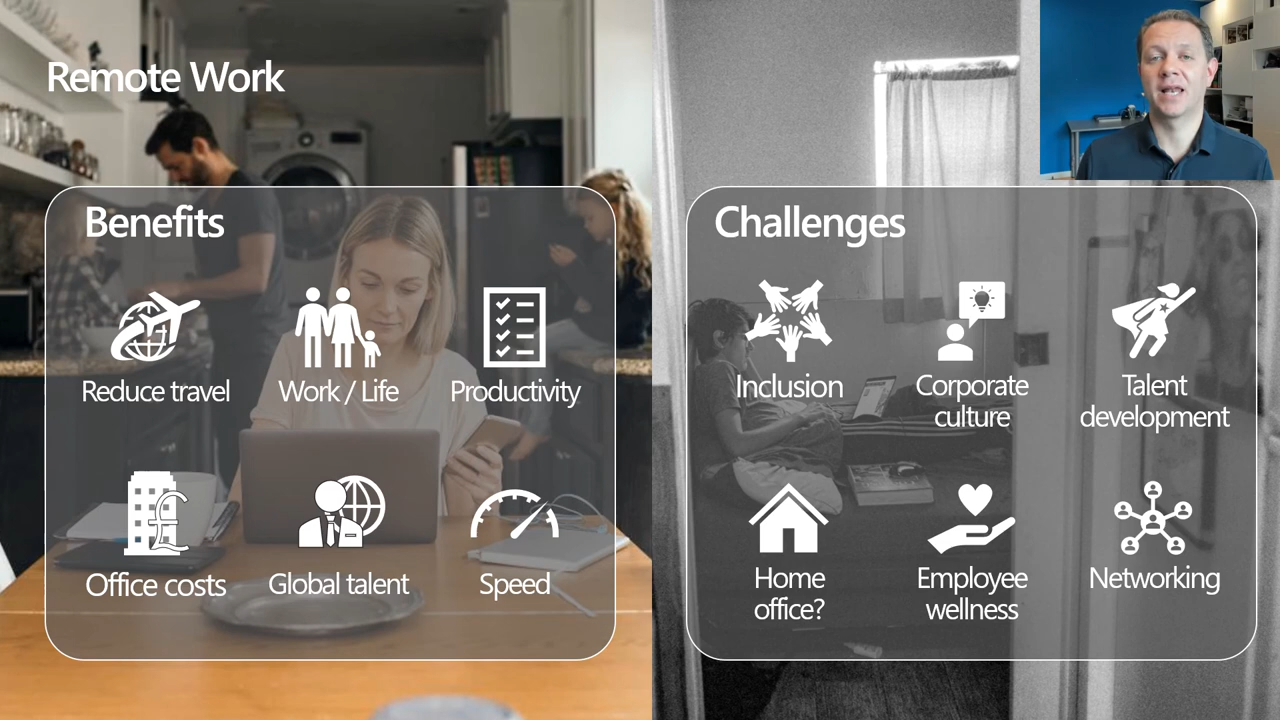 Remote Work
Benefits
Reduce travel
Work / Life
Productivity
Office costs
Global talent
Speed
Challenges
Inclusion
Corporate
culture
Talent
development
Home
office?
Employee
wellness
Networking